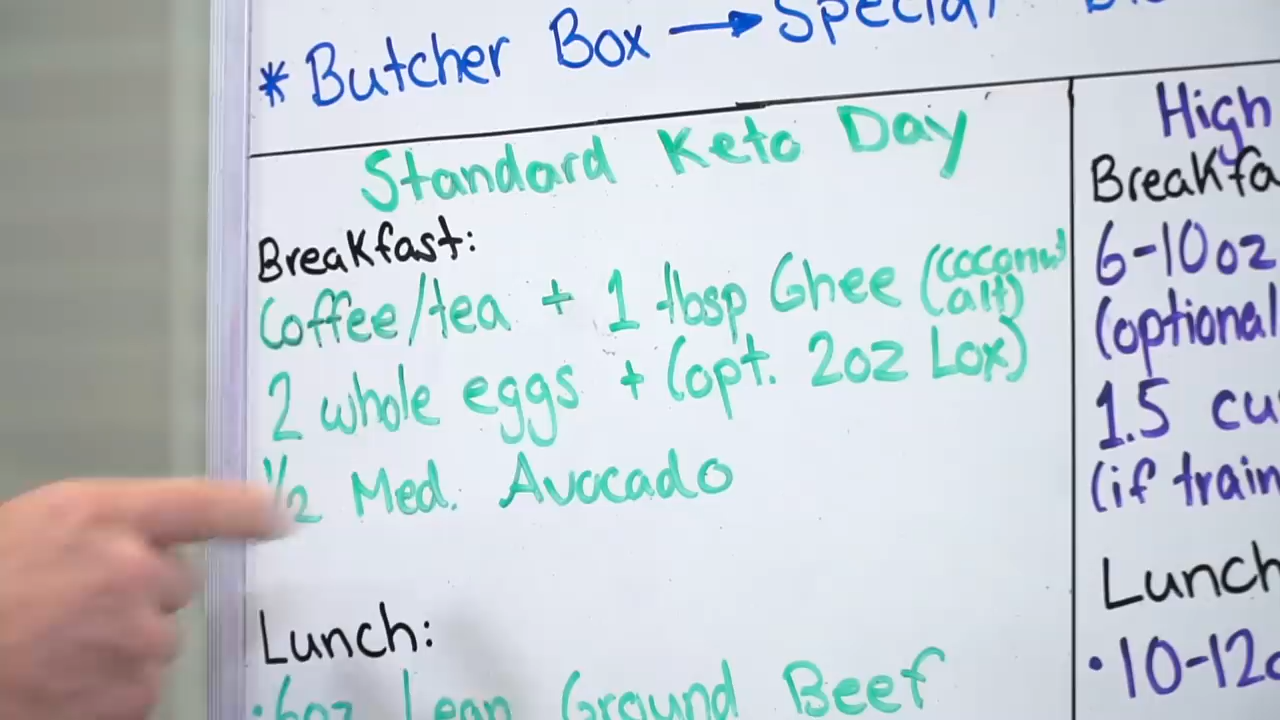 * Butcher Box → Special
Standard Keto Day
Breakfast:
Coffee/tea + 1 tbsp Ghee (coconut alt)
2 whole eggs + (opt. 2oz Lox)
1/2 Med. Avocado
Lunch:
• 6oz Lean Ground Beef
High
Breakfa
6-10oz
(optional
1.5 cu
(if train
Lunch
• 10-12o